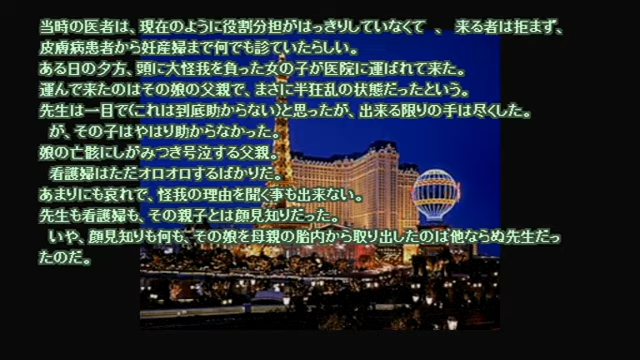 当時の医者は、現在のように役割分担がはっきりしていなくて 、 来る者は拒まず、
皮膚病患者から妊産婦まで何でも診ていたらしい。
ある日の夕方、頭に大怪我を負った女の子が医院に運ばれて来た。
運んで来たのはその娘の父親で、まさに半狂乱の状態だったという。
先生は一目で(これは到底助からない)と思ったが、出来る限りの手は尽くした。
が、その子はやはり助からなかった。
娘の亡骸にしがみつき号泣する父親。
看護婦はただオロオロするばかりだ。
あまりにも哀れで、怪我の理由を聞く事も出来ない。
先生も看護婦も、その親子とは顔見知りだった。
いや、顔見知りも何も、その娘を母親の胎内から取り出したのは他ならぬ先生だっ
たのだ。